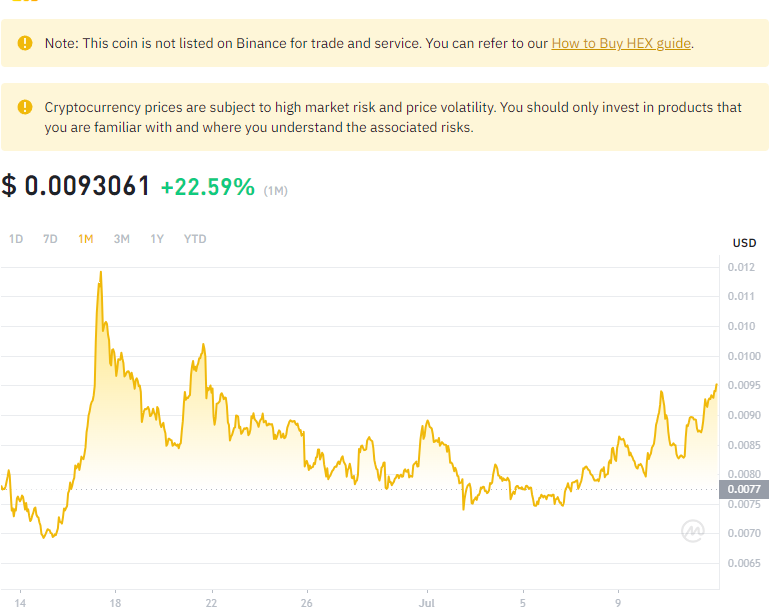 Note: This coin is not listed on Binance for trade and service. You can refer to our How to Buy HEX guide.
Cryptocurrency prices are subject to high market risk and price volatility. You should only invest in products that
you are familiar with and where you understand the associated risks.
$ 0.0093061 +22.59% (1M)
1D 7D 1M 3M 1Y YTD
USD
0.012
0.011
0.010
0.0100
0.0095
0.0090
0.0085
0.0080
0.0077
0.0075
0.0070
0.0065
14 18 22 26 Jul 5 9